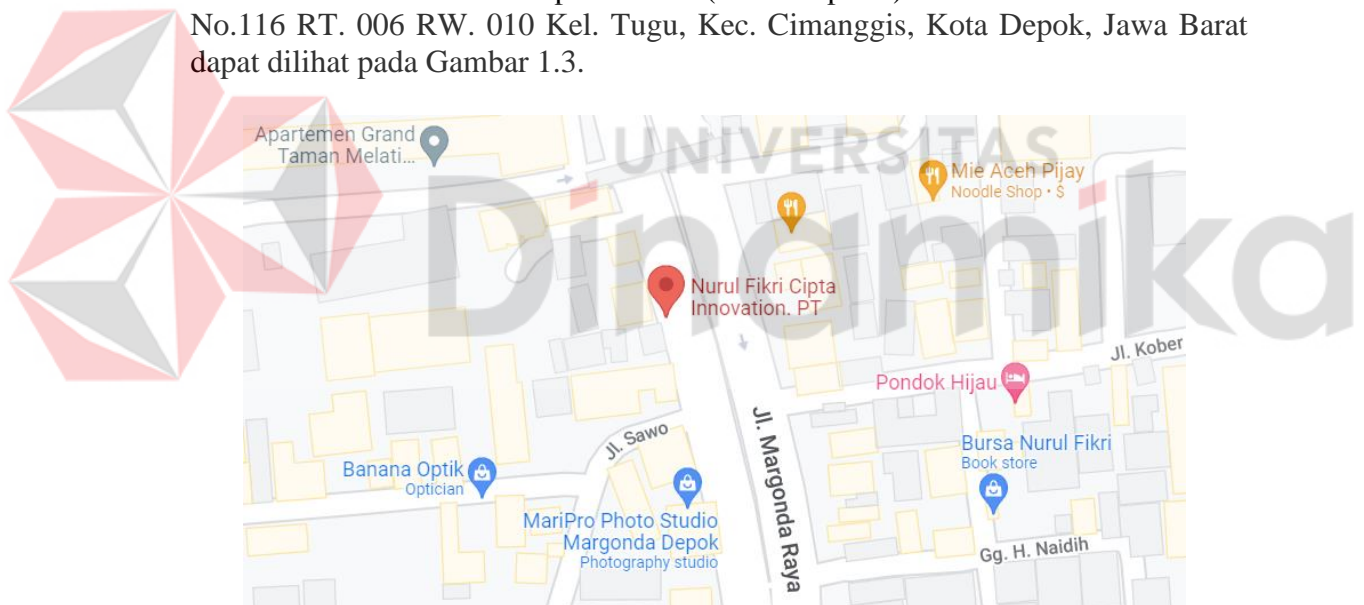 No.116 RT. 006 RW. 010 Kel. Tugu, Kec. Cimanggis, Kota Depok, Jawa Barat
dapat dilihat pada Gambar 1.3.
UNIVERSITAS
Dinamika
Apartemen Grand
Taman Melati...
Mie Aceh Pijay
Noodle Shop • $
Nurul Fikri Cipta
Innovation. PT
Jl. Kober
Pondok Hijau
Jl. Sawo
Jl. Margonda Raya
Bursa Nurul Fikri
Book store
Banana Optik
Optician
MariPro Photo Studio
Margonda Depok
Photography studio
Gg. H. Naidih